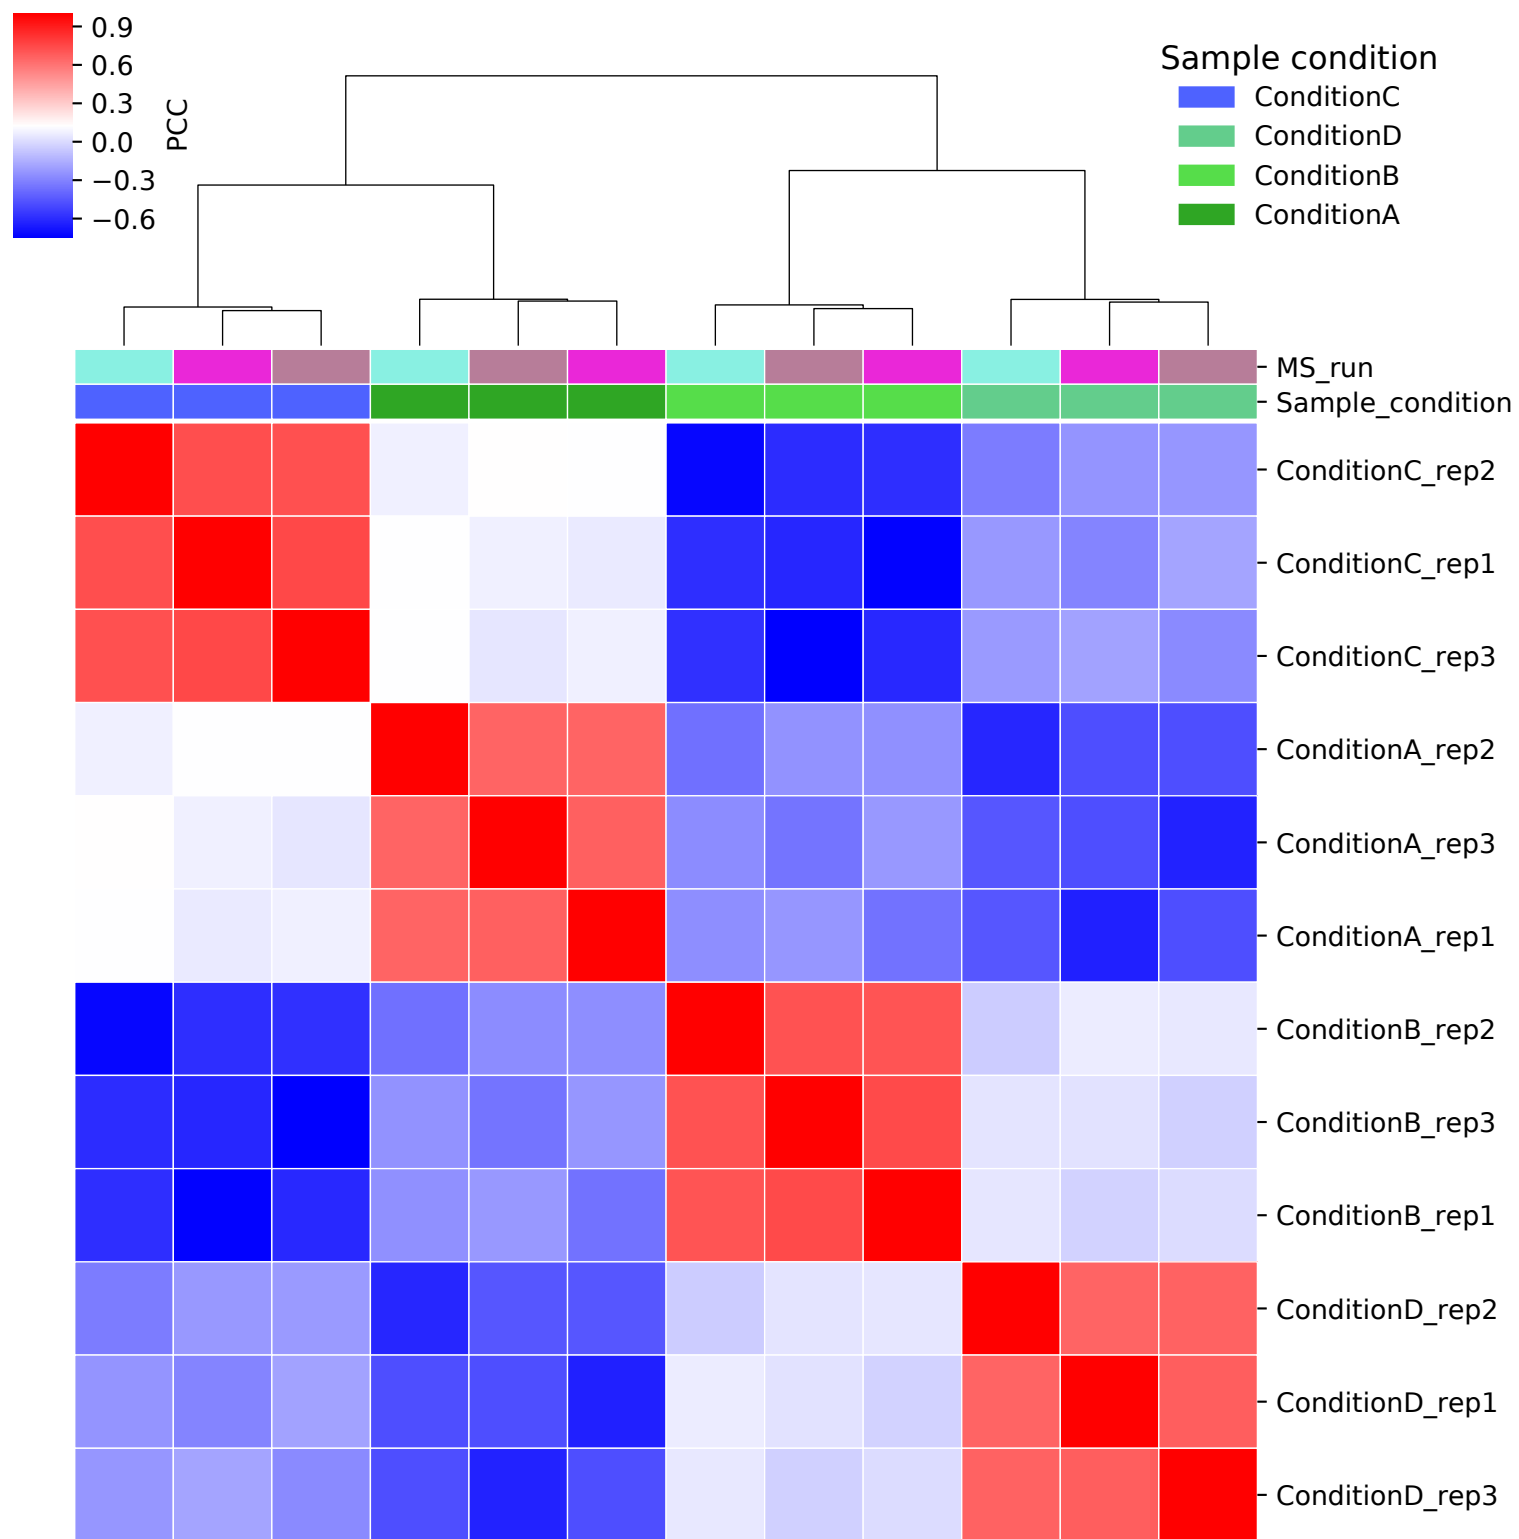 0.9
0.6
0.3
0.0
−0.3
−0.6
PCC
Sample condition
ConditionC
ConditionD
ConditionB
ConditionA
MS_run
Sample_condition
ConditionC_rep2
ConditionC_rep1
ConditionC_rep3
ConditionA_rep2
ConditionA_rep3
ConditionA_rep1
ConditionB_rep2
ConditionB_rep3
ConditionB_rep1
ConditionD_rep2
ConditionD_rep1
ConditionD_rep3